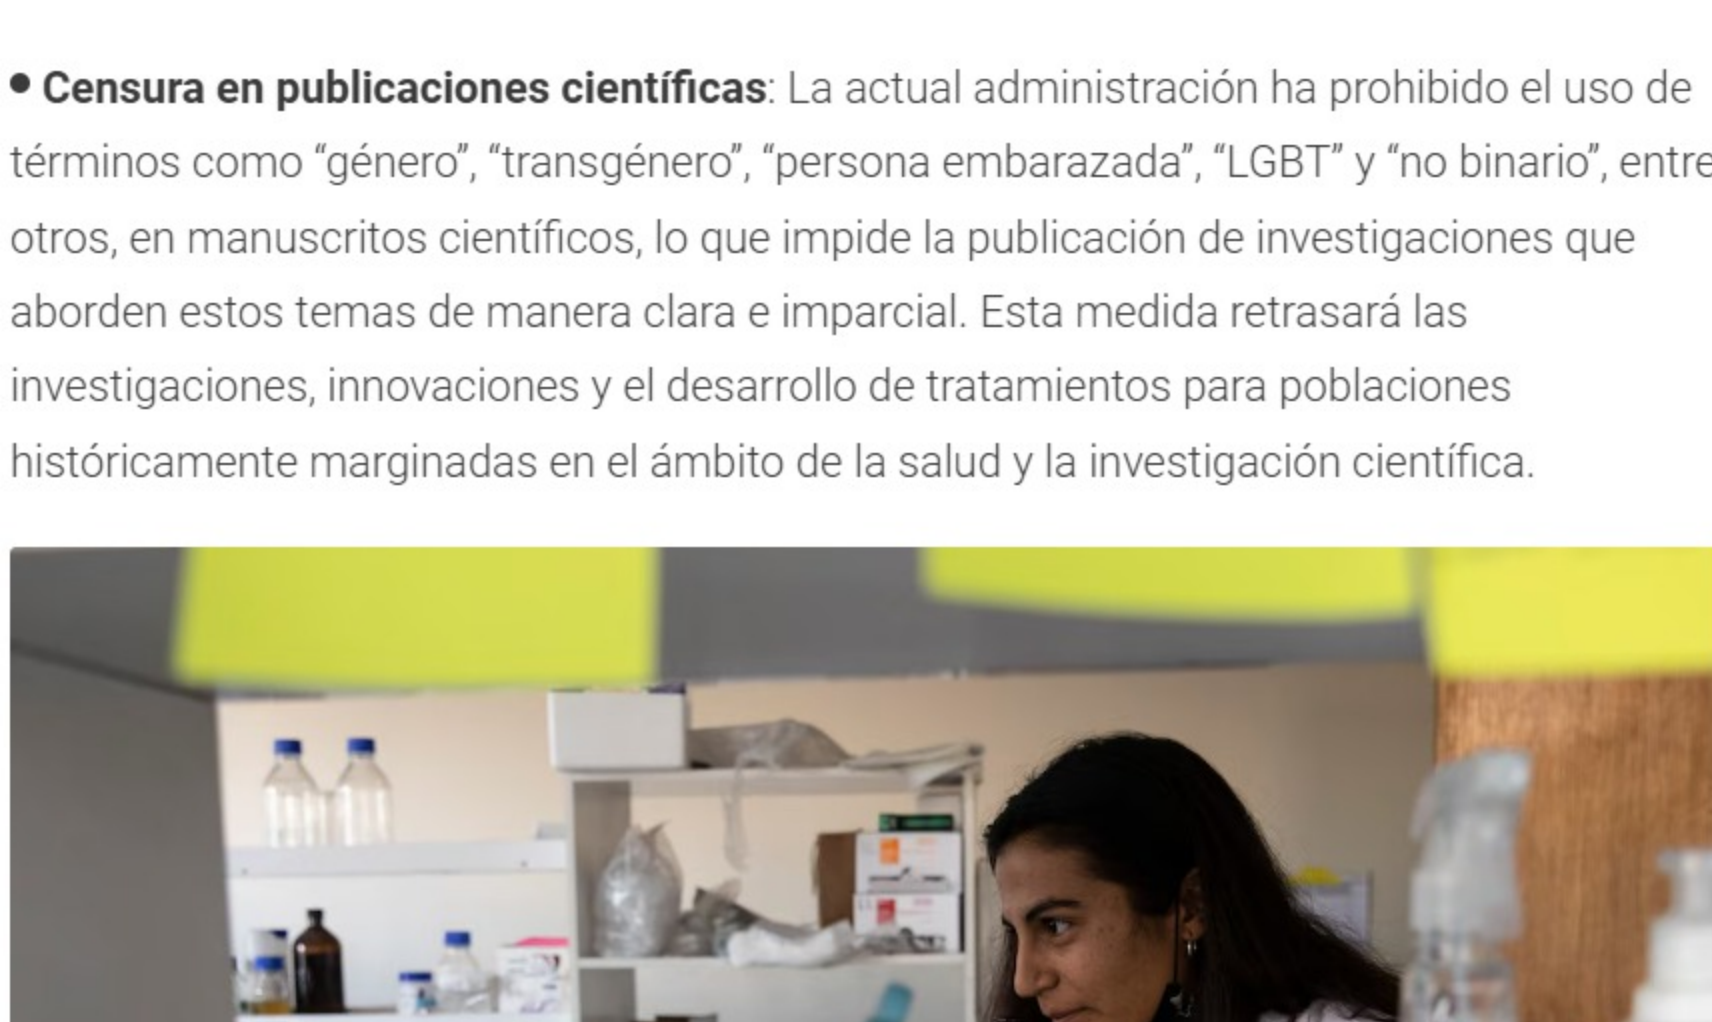 • Censura en publicaciones científicas: La actual administración ha prohibido el uso de
términos como “género”, “transgénero”, “persona embarazada”, “LGBT” y “no binario”, entre
otros, en manuscritos científicos, lo que impide la publicación de investigaciones que
aborden estos temas de manera clara e imparcial. Esta medida retrasará las
investigaciones, innovaciones y el desarrollo de tratamientos para poblaciones
históricamente marginadas en el ámbito de la salud y la investigación científica.